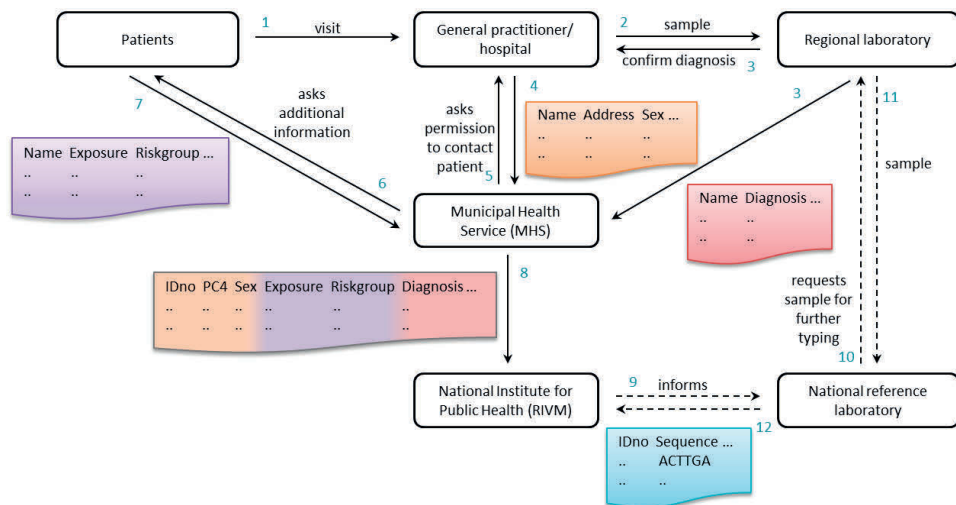 1
2
Patients
visit
General practitioner/
hospital
sample
confirm diagnosis
3
Regional laboratory
7
asks
additional
information
4
asks
permission
to contact
patient
5
3
11
Name Address Sex ...
.. .. ..
.. .. ..
Name Exposure Riskgroup ...
.. .. ..
.. .. ..
6
sample
Municipal Health
Service (MHS)
Name Diagnosis ...
.. ..
.. ..
8
IDno PC4 Sex Exposure Riskgroup Diagnosis ...
.. .. .. .. .. ..
.. .. .. .. .. ..
requests
sample for
further
typing
10
National Institute for
Public Health (RIVM)
9
informs
12
National reference
laboratory
IDno Sequence ...
.. ACTTGA
.. ..